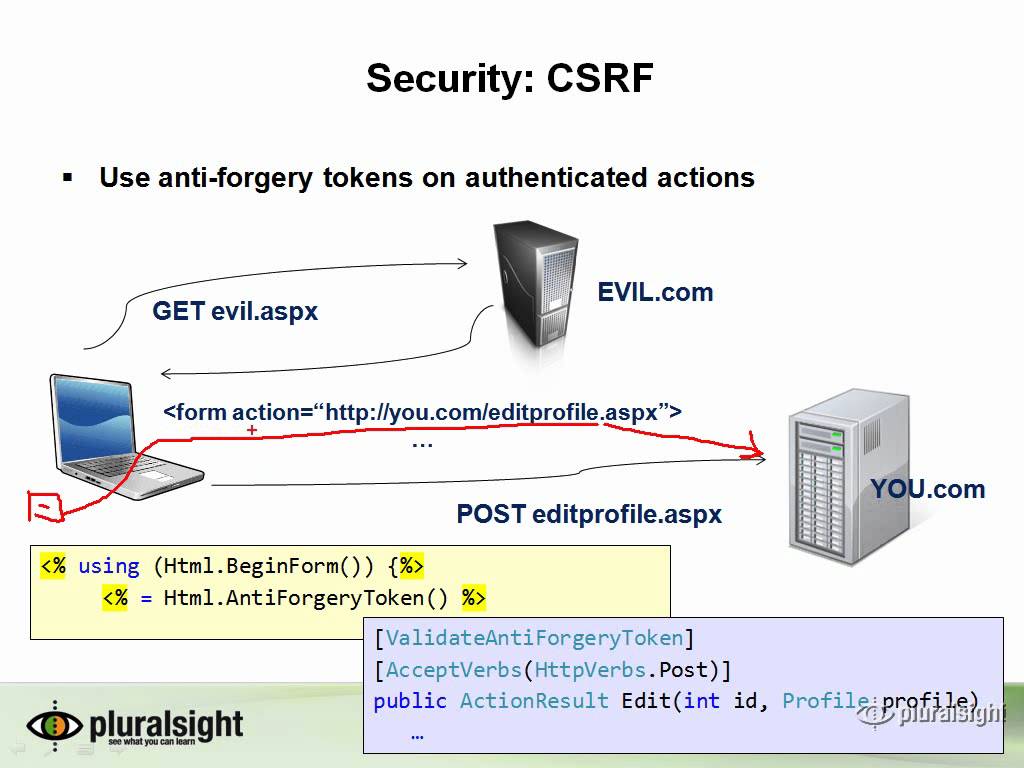 Security: CSRF
▪ Use anti-forgery tokens on authenticated actions
GET evil.aspx
EVIL.com
<form action=“http://you.com/editprofile.aspx”>
…
YOU.com
POST editprofile.aspx
<% using (Html.BeginForm()) {%>
<% = Html.AntiForgeryToken() %>
[ValidateAntiForgeryToken]
[AcceptVerbs(HttpVerbs.Post)]
public ActionResult Edit(int id, Profile profile)
…
pluralsight
see what you can learn
pluralsight